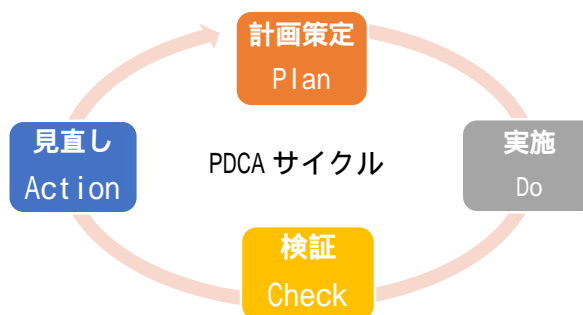 計画策定
Plan
見直し
Action
PDCA サイクル
実施
Do
検証
Check